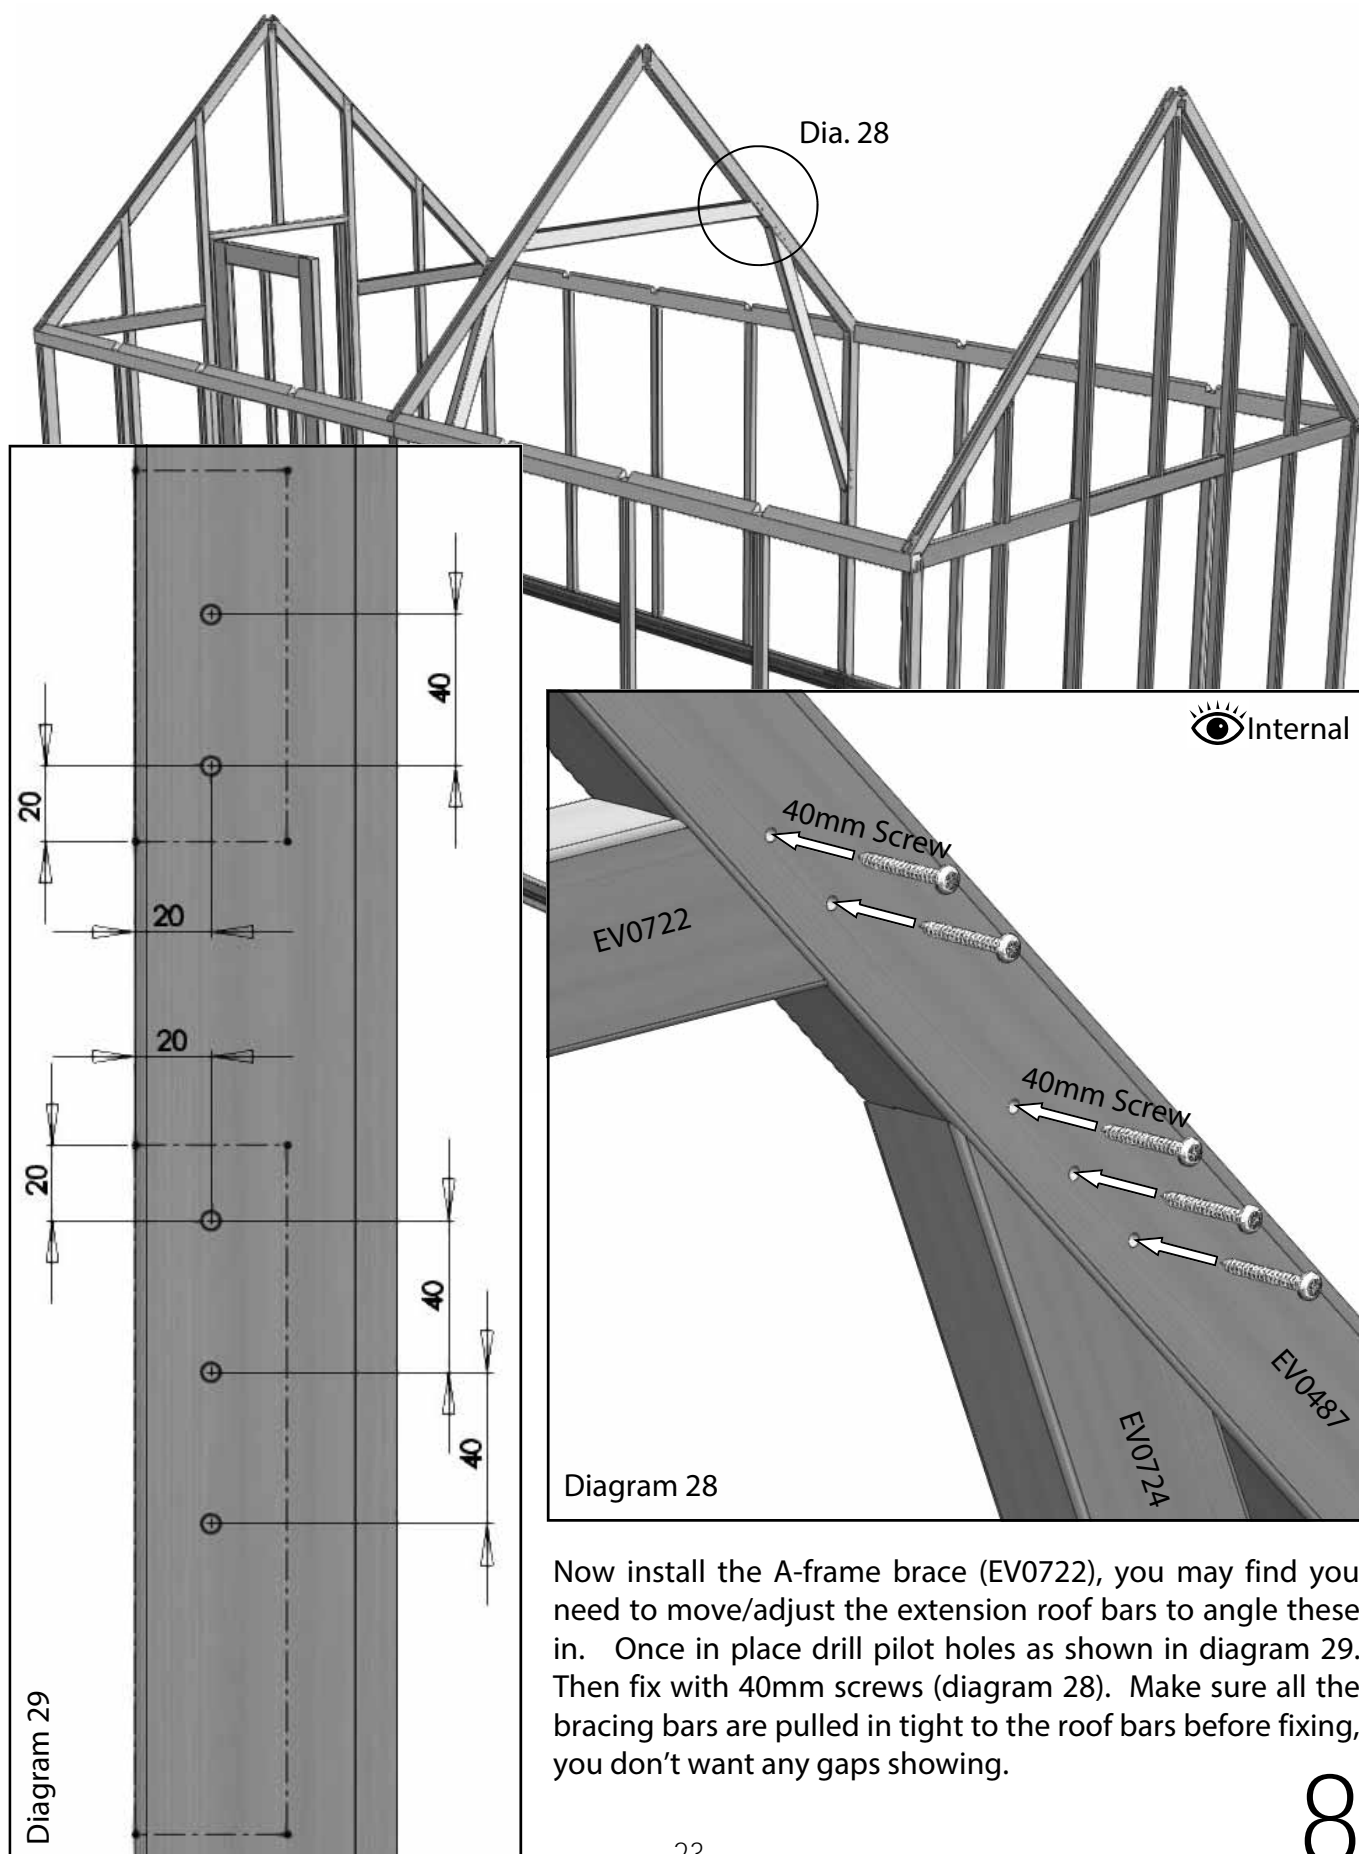 Dia. 28
40
20
20
20
20
40
40
Diagram 29
Internal
40mm Screw
EV0722
40mm Screw
EV0487
EV0724
Diagram 28
Now install the A-frame brace (EV0722), you may find you
need to move/adjust the extension roof bars to angle these
in. Once in place drill pilot holes as shown in diagram 29.
Then fix with 40mm screws (diagram 28). Make sure all the
bracing bars are pulled in tight to the roof bars before fixing,
you don't want any gaps showing.
8
23